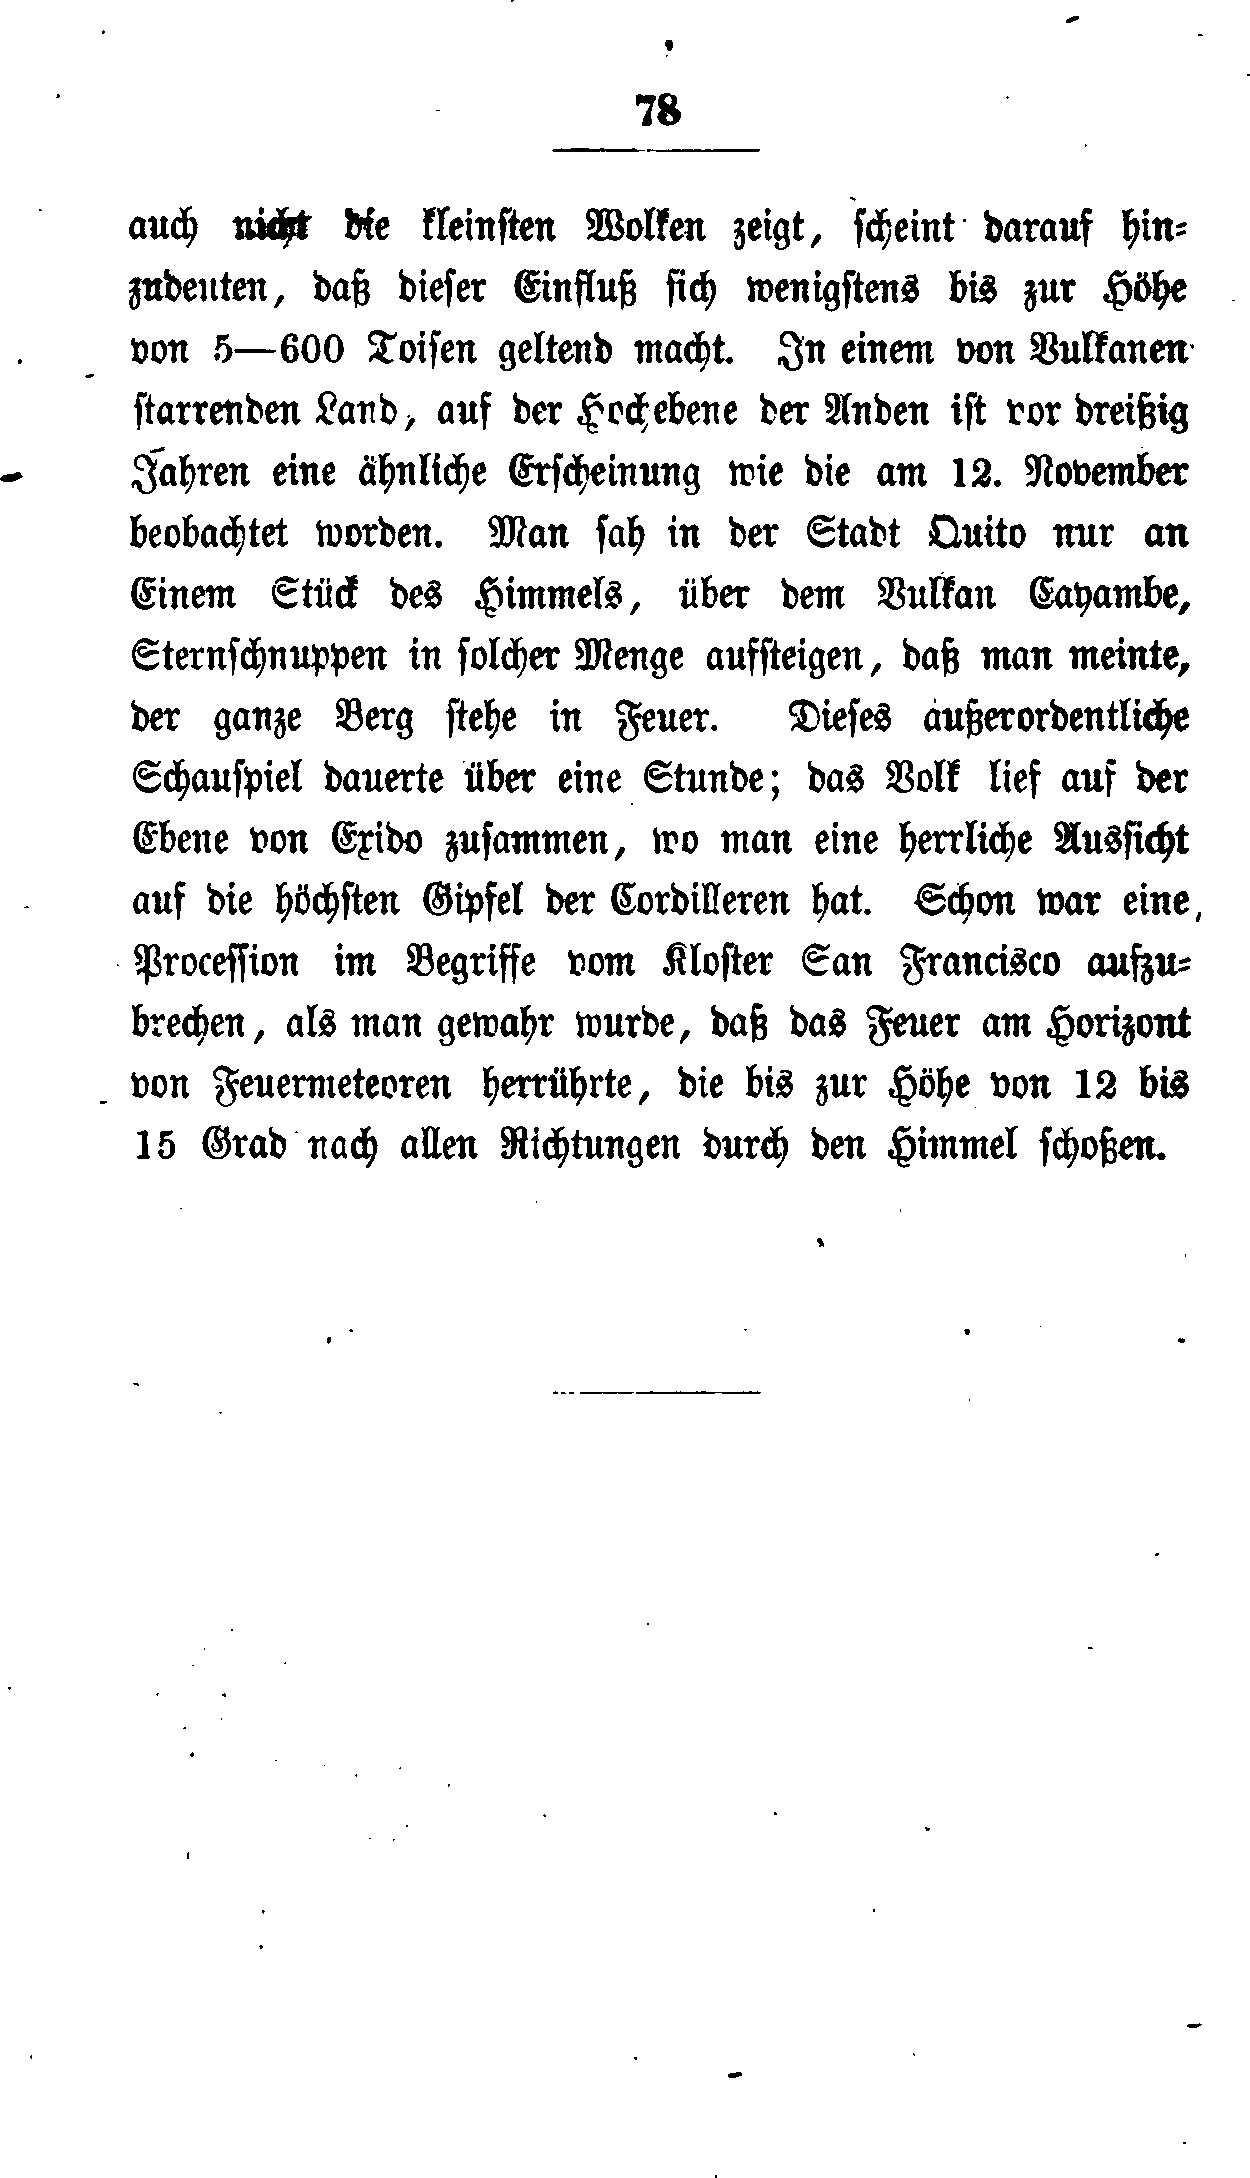 78
auch nicht die kleinſten Wolken zeigt, ſcheint darauf hin-
zudeuten, daß dieſer Einfluß ſich wenigſtens bis zur Höhe
von 5—600 Toiſen geltend macht. In einem von Vulkanen
ſtarrenden Land, auf der Hochebene der Anden iſt vor dreißig
Jahren eine ähnliche Erſcheinung wie die am 12. November
beobachtet worden. Man ſah in der Stadt Quito nur an
Einem Stück des Himmels, über dem Vulkan Cayambe,
Sternſchnuppen in ſolcher Menge aufſteigen, daß man meinte,
der ganze Berg ſtehe in Feuer. Dieſes außerordentliche
Schauſpiel dauerte über eine Stunde; das Volk lief auf der
Ebene von Exido zuſammen, wo man eine herrliche Ausſicht
auf die höchſten Gipfel der Cordilleren hat. Schon war eine
Proceſſion im Begriffe vom Kloſter San Francisco aufzu-
brechen, als man gewahr wurde, daß das Feuer am Horizont
von Feuermeteoren herrührte, die bis zur Höhe von 12 bis
15 Grad nach allen Richtungen durch den Himmel ſchoßen.